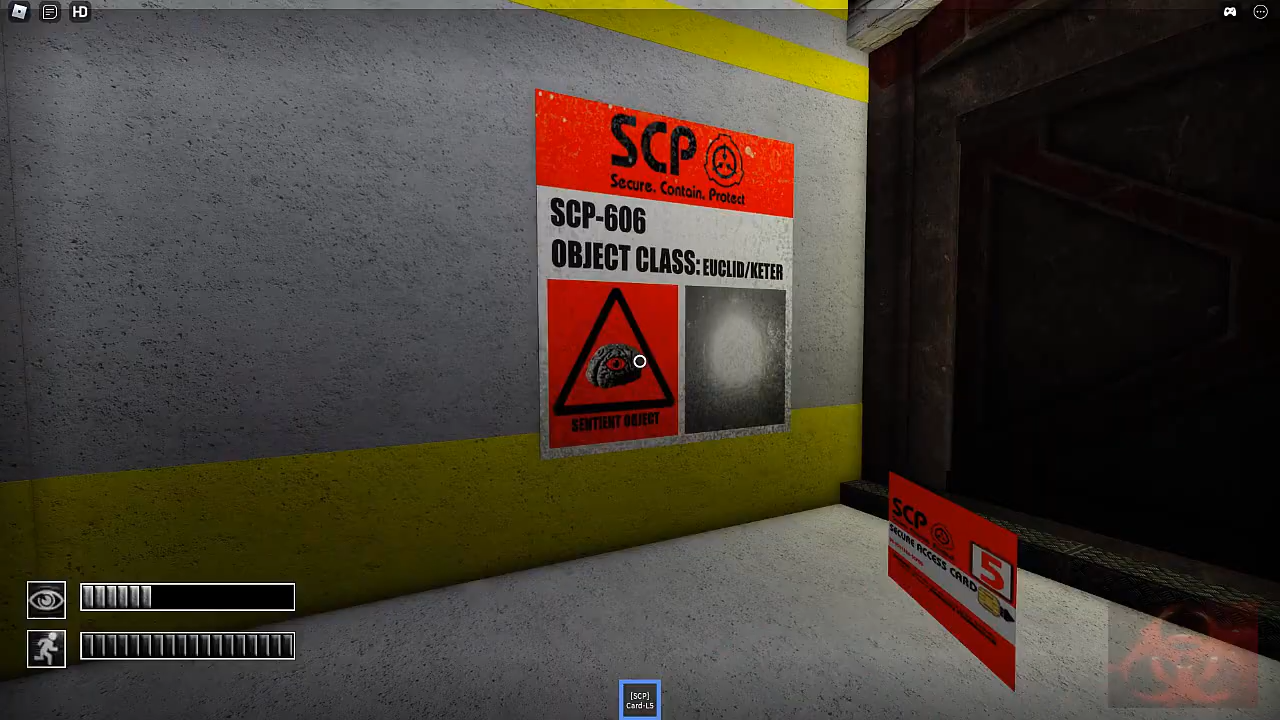 HD
SCP
Secure. Contain. Protect
SCP-606
OBJECT CLASS: EUCLID/KETER
SENTIENT OBJECT
SCP
SECURE ACCESS CARD
5
[SCP]
Card-L5